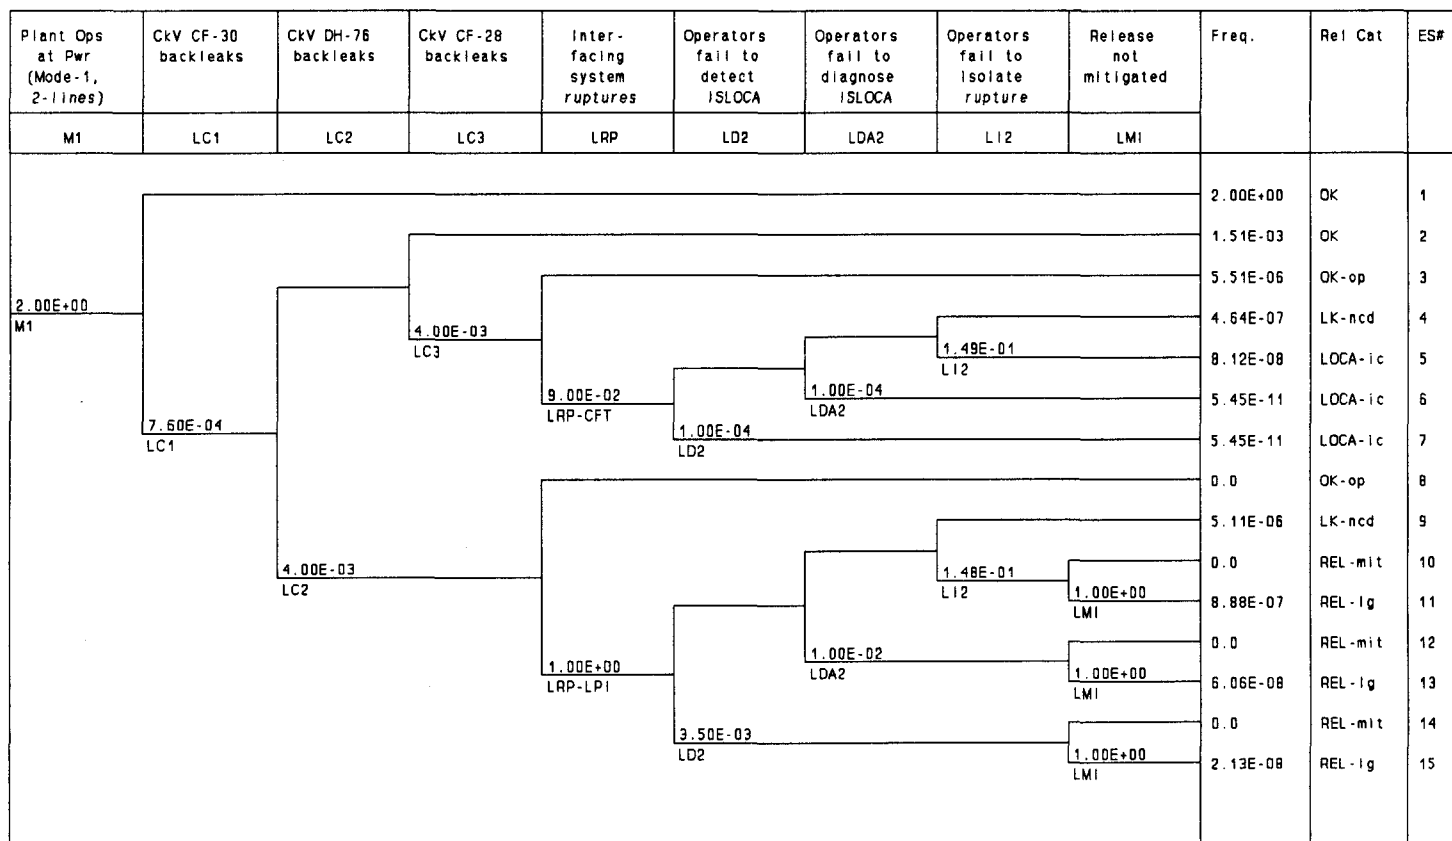 Plant Ops at Pwr (Mode-1, 2-lines)
CkV CF-30 backleaks
CkV DH-76 backleaks
CkV CF-28 backleaks
Inter-facing system ruptures
Operators fail to detect ISLOCA
Operators fail to diagnose ISLOCA
Operators fail to isolate rupture
Release not mitigated
Freq.
Rel Cat
ES#
M1 LC1 LC2 LC3 LRP LD2 LDA2 LI2 LMI
2.00E+00 OK 1
1.51E-03 OK 2
5.51E-06 OK-op 3
2.00E+00
M1
4.64E-07 LK-ncd 4
4.00E-03
LC3
1.49E-01
LI2
8.12E-08 LOCA-ic 5
9.00E-02
LRP-CFT
1.00E-04
LDA2
5.45E-11 LOCA-ic 6
7.60E-04
LC1
1.00E-04
LD2
5.45E-11 LOCA-ic 7
0.0 OK-op 8
5.11E-06 LK-ncd 9
0.0 REL-mit 10
4.00E-03
LC2
1.48E-01
LI2
1.00E+00
LMI
8.88E-07 REL-lg 11
0.0 REL-mit 12
1.00E+00
LRP-LPI
1.00E-02
LDA2
1.00E+00
LMI
6.06E-08 REL-lg 13
0.0 REL-mit 14
3.50E-03
LD2
1.00E+00
LMI
2.13E-08 REL-lg 15